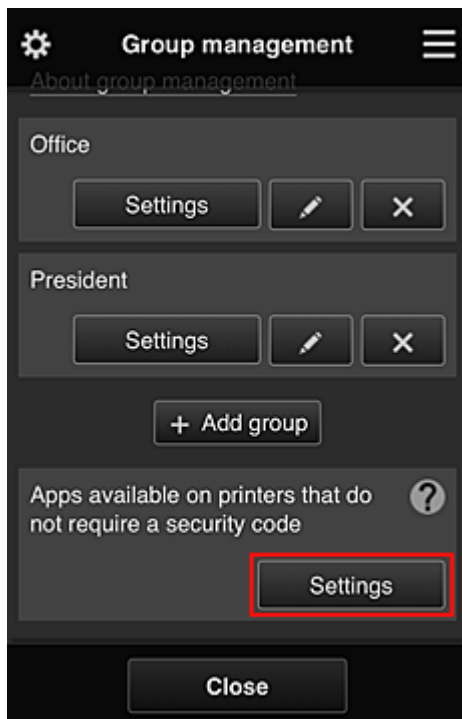 Group management
About group management
Office
Settings
President
Settings
+ Add group
Apps available on printers that do
not require a security code
?
Settings
Close